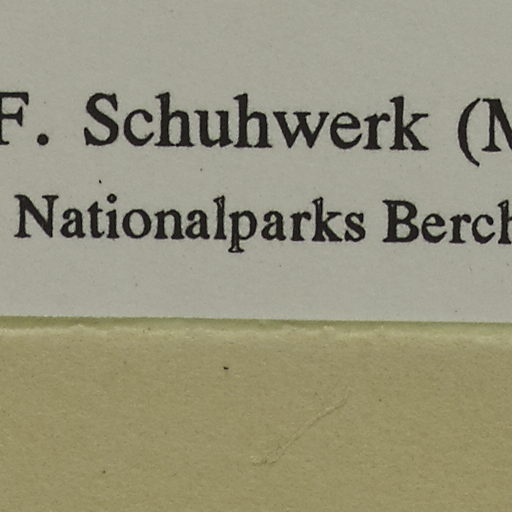 F. Schuhwerk (M
Nationalparks Berch